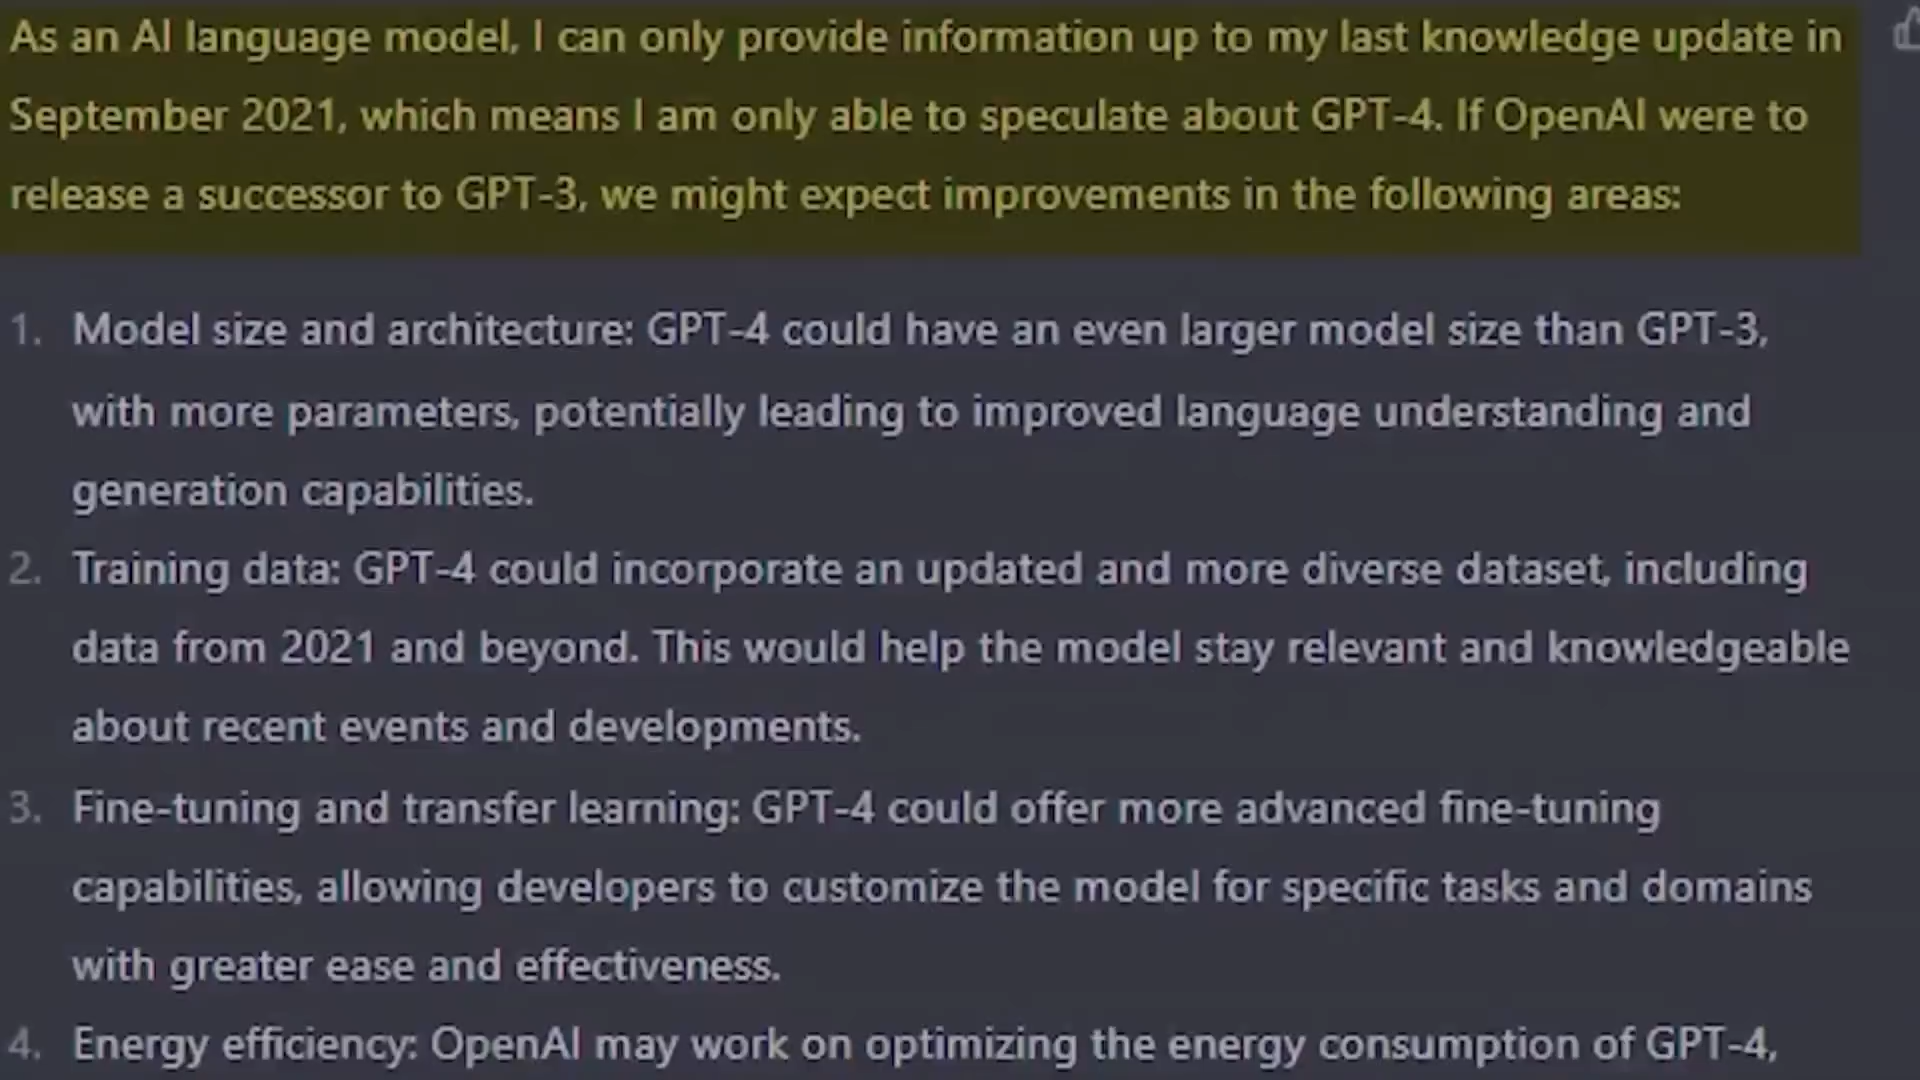 As an AI language model, I can only provide information up to my last knowledge update in
September 2021, which means I am only able to speculate about GPT-4. If OpenAI were to
release a successor to GPT-3, we might expect improvements in the following areas:
1. Model size and architecture: GPT-4 could have an even larger model size than GPT-3,
with more parameters, potentially leading to improved language understanding and
generation capabilities.
2. Training data: GPT-4 could incorporate an updated and more diverse dataset, including
data from 2021 and beyond. This would help the model stay relevant and knowledgeable
about recent events and developments.
3. Fine-tuning and transfer learning: GPT-4 could offer more advanced fine-tuning
capabilities, allowing developers to customize the model for specific tasks and domains
with greater ease and effectiveness.
4. Energy efficiency: OpenAI may work on optimizing the energy consumption of GPT-4,